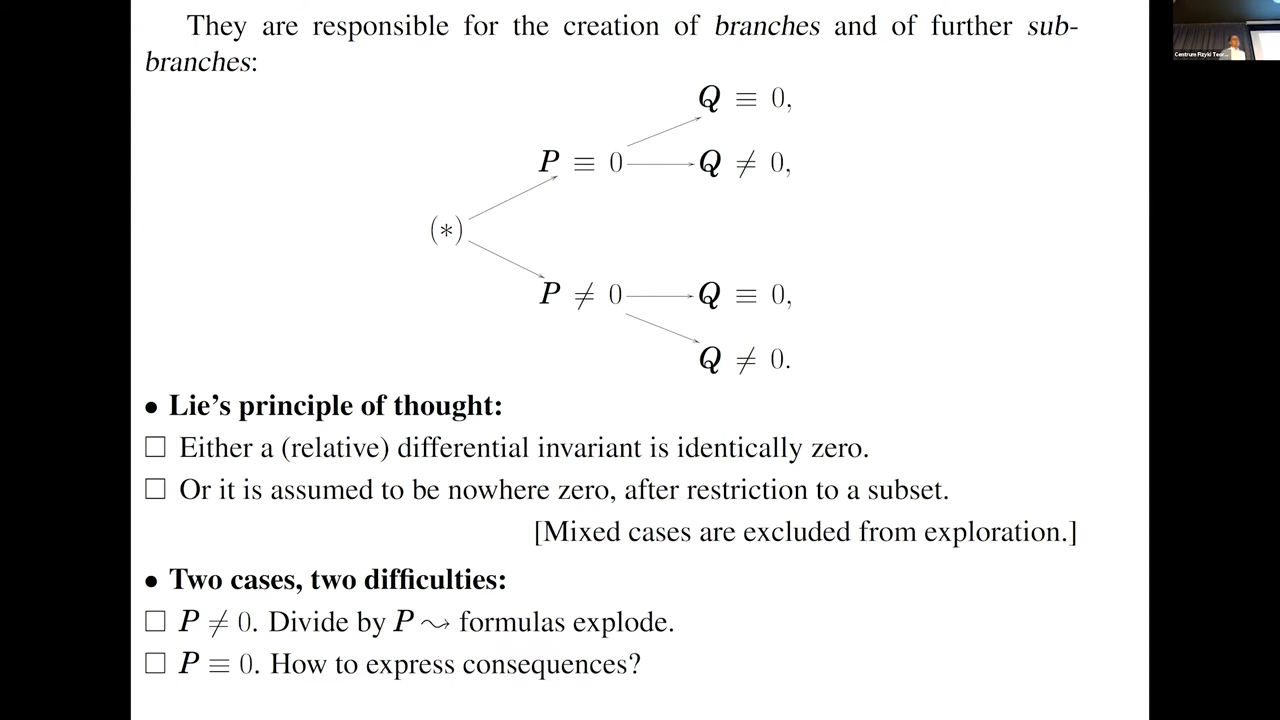 They are responsible for the creation of branches and of further sub-
branches:
Q ≡ 0,
P ≡ 0 Q ≠ 0,
(∗)
P ≠ 0 Q ≡ 0,
Q ≠ 0.
• Lie's principle of thought:
□ Either a (relative) differential invariant is identically zero.
□ Or it is assumed to be nowhere zero, after restriction to a subset.
[Mixed cases are excluded from exploration.]
• Two cases, two difficulties:
□ P ≠ 0. Divide by P ⇝ formulas explode.
□ P ≡ 0. How to express consequences?
Centrum Fizyki Teor...